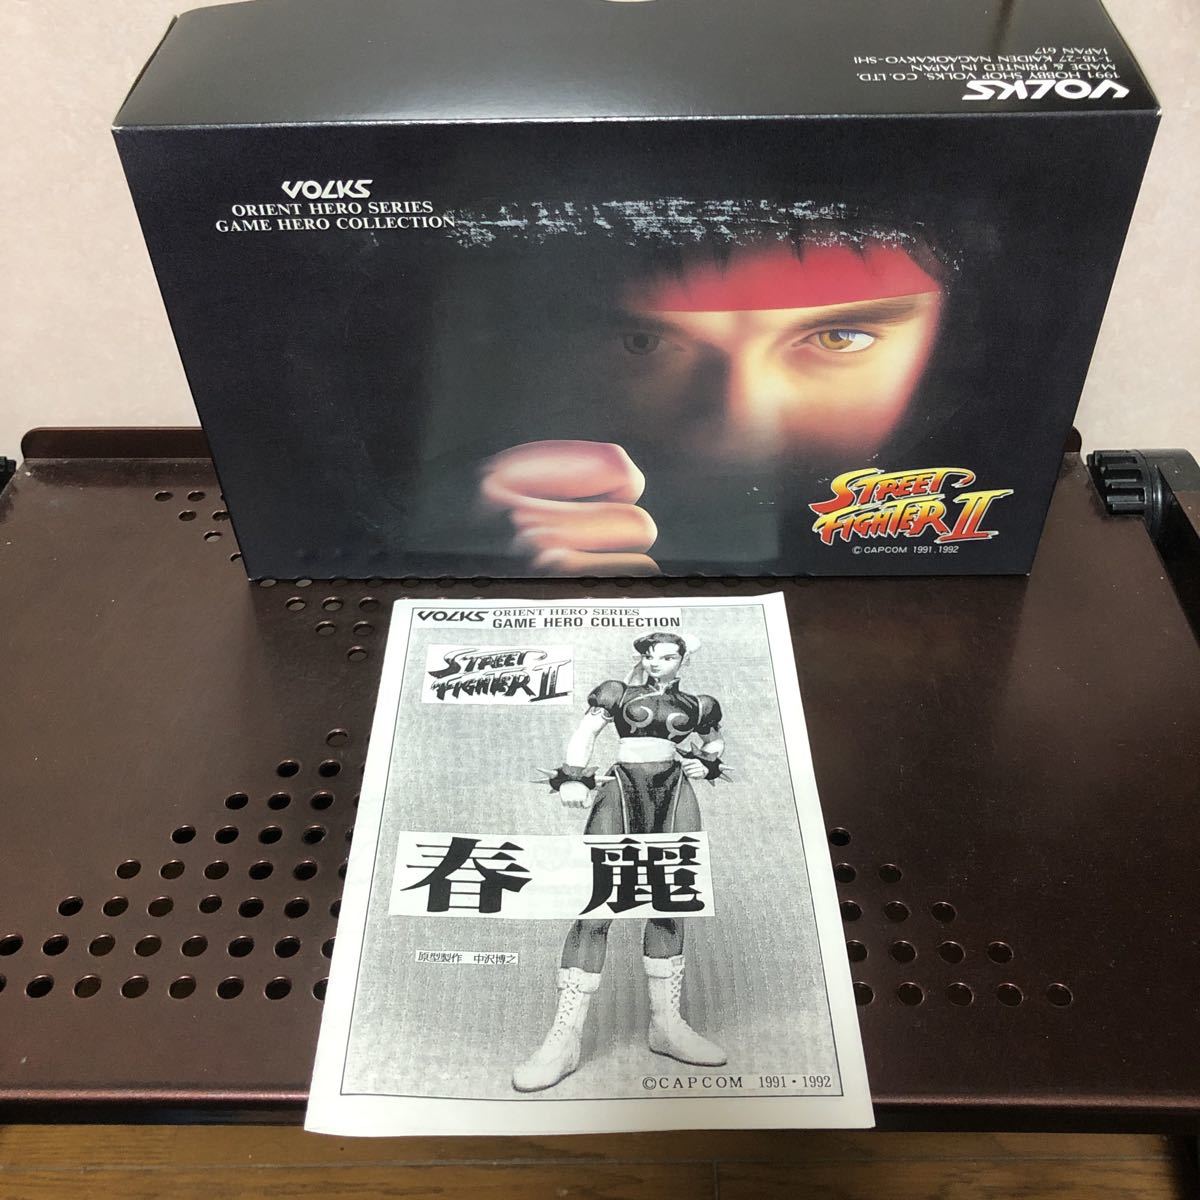 VOLKS
1991 HOBBY SHOP VOLKS, CO. LTD.
MADE & PRINTED IN JAPAN
1-18-27 KAIDEN NAGAOKAKYO-SHI
JAPAN 617
VOLKS
ORIENT HERO SERIES
GAME HERO COLLECTION
STREET
FIGHTER II
© CAPCOM 1991,1992
VOLKS ORIENT HERO SERIES
GAME HERO COLLECTION
STREET
FIGHTER II
春麗
原型製作 中沢博之
©CAPCOM 1991・1992